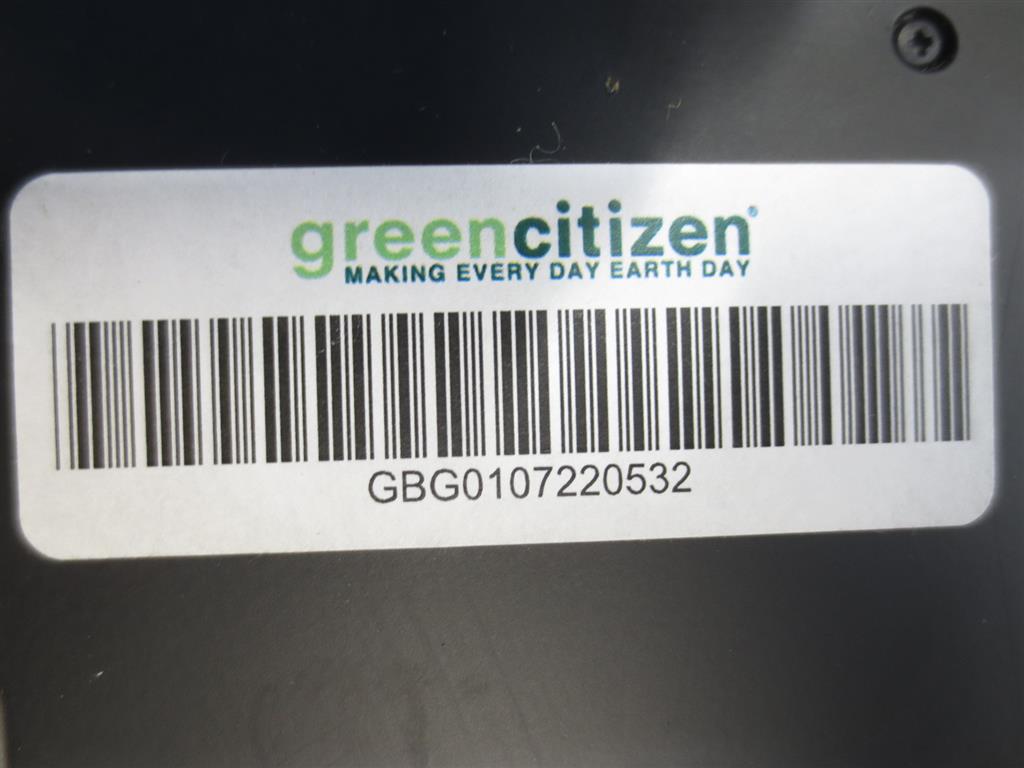 greencitizen®
MAKING EVERY DAY EARTH DAY
GBG0107220532